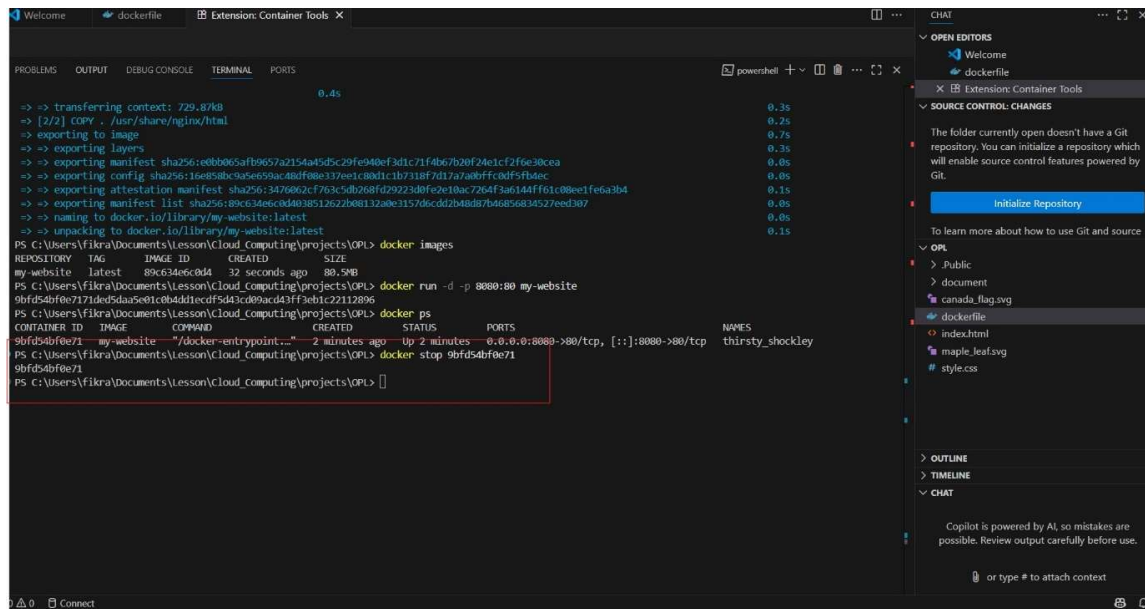 Welcome
dockerfile
Extension: Container Tools
PROBLEMS OUTPUT DEBUG CONSOLE TERMINAL PORTS
powershell
0.4s
=> => transferring context: 729.87kB 0.3s
=> [2/2] COPY . /usr/share/nginx/html 0.2s
=> exporting to image 0.7s
=> => exporting layers 0.3s
=> => exporting manifest sha256:e0bb065afb9657a2154a45d5c29fe940ef3d1c71f4b67b20f24e1cf2f6e30cea 0.0s
=> => exporting config sha256:16e858bc9a5e659ac48df08e337ee1c80d1c1b7318f7d17a7a0bffc0df5fb4ec 0.0s
=> => exporting attestation manifest sha256:3476062cf763c5db268fd29223d0fe2e10ac7264f3a6144ff61c08ee1fe6a3b4 0.1s
=> => exporting manifest list sha256:89c634e6c0d4038512622b08132a0e3157d6cdd2b48d87b46856834527eed307 0.0s
=> => naming to docker.io/library/my-website:latest 0.0s
=> => unpacking to docker.io/library/my-website:latest 0.1s
PS C:\Users\fikra\Documents\Lesson\Cloud_Computing\projects\OPL> docker images
REPOSITORY TAG IMAGE ID CREATED SIZE
my-website latest 89c634e6c0d4 32 seconds ago 80.5MB
PS C:\Users\fikra\Documents\Lesson\Cloud_Computing\projects\OPL> docker run -d -p 8080:80 my-website
9bfd54bf0e7171ded5daa5e01c0b4dd1ecdf5d43cd09acd43ff3eb1c22112896
PS C:\Users\fikra\Documents\Lesson\Cloud_Computing\projects\OPL> docker ps
CONTAINER ID IMAGE COMMAND CREATED STATUS PORTS NAMES
9bfd54bf0e71 my-website "/docker-entrypoint.…" 2 minutes ago Up 2 minutes 0.0.0.0:8080->80/tcp, [::]:8080->80/tcp thirsty_shockley
PS C:\Users\fikra\Documents\Lesson\Cloud_Computing\projects\OPL> docker stop 9bfd54bf0e71
9bfd54bf0e71
PS C:\Users\fikra\Documents\Lesson\Cloud_Computing\projects\OPL>
CHAT
OPEN EDITORS
Welcome
dockerfile
Extension: Container Tools
SOURCE CONTROL: CHANGES
The folder currently open doesn't have a Git
repository. You can initialize a repository which
will enable source control features powered by
Git.
Initialize Repository
To learn more about how to use Git and source
OPL
.Public
document
canada_flag.svg
dockerfile
index.html
maple_leaf.svg
# style.css
OUTLINE
TIMELINE
CHAT
Copilot is powered by AI, so mistakes are
possible. Review output carefully before use.
or type # to attach context
0 0 Connect